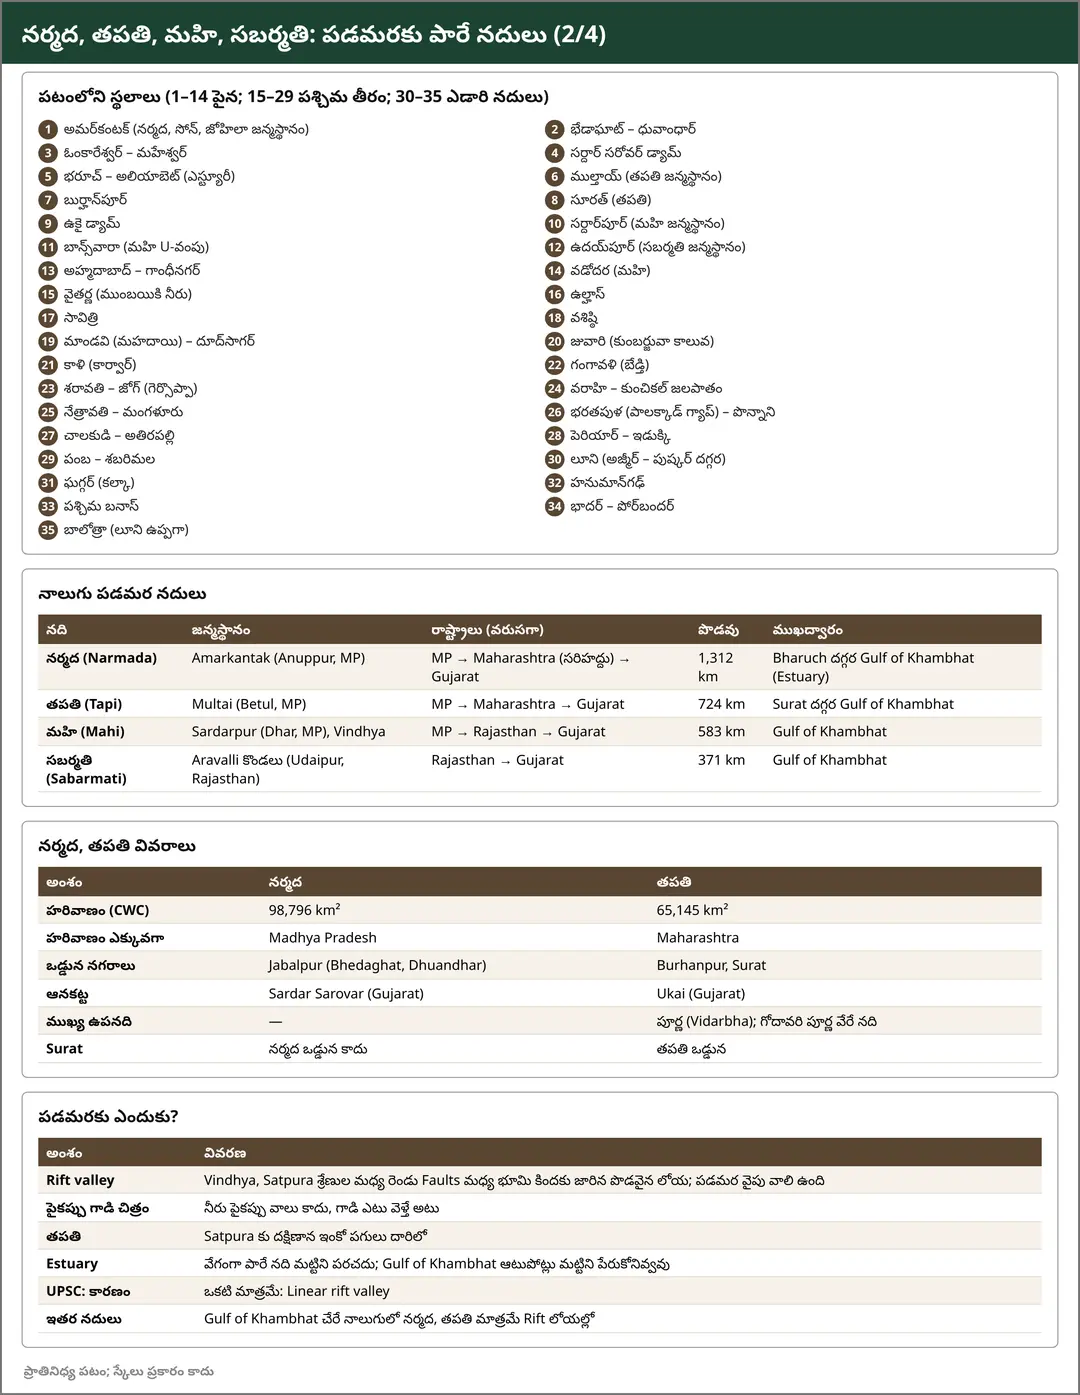 నర్మద, తపతి, మహి, సబర్మతి: పడమరకు పారే నదులు (2/4)
పటంలోని స్థలాలు (1–14 పైన; 15–29 పశ్చిమ తీరం; 30–35 ఎడారి నదులు)
1 అమర్‌కంటక్ (నర్మద, సోన్, జోహిలా జన్మస్థానం)
2 భేడాఘాట్ – ధువాంధార్
3 ఓంకారేశ్వర్ – మహేశ్వర్
4 సర్దార్ సరోవర్ డ్యామ్
5 భరూచ్ – అలియాబెట్ (ఎస్ట్యూరీ)
6 ముల్తాయ్ (తపతి జన్మస్థానం)
7 బుర్హాన్‌పూర్
8 సూరత్ (తపతి)
9 ఉకై డ్యామ్
10 సర్దార్‌పూర్ (మహి జన్మస్థానం)
11 బాన్స్‌వారా (మహి U-వంపు)
12 ఉదయ్‌పూర్ (సబర్మతి జన్మస్థానం)
13 అహ్మదాబాద్ – గాంధీనగర్
14 వడోదర (మహి)
15 వైతర్ణ (ముంబయికి నీరు)
16 ఉల్హాస్
17 సావిత్రి
18 వశిష్ఠి
19 మాండవి (మహదాయి) – దూద్‌సాగర్
20 జువారి (కుంబర్జువా కాలువ)
21 కాళి (కార్వార్)
22 గంగావళి (బేడ్తి)
23 శరావతి – జోగ్ (గెర్సొప్పా)
24 వరాహి – కుంచికల్ జలపాతం
25 నేత్రావతి – మంగళూరు
26 భరతపుళ (పాలక్కాడ్ గ్యాప్) – పొన్నాని
27 చాలకుడి – అతిరపల్లి
28 పెరియార్ – ఇడుక్కి
29 పంబ – శబరిమల
30 లూని (అజ్మీర్ – పుష్కర్ దగ్గర)
31 ఘగ్గర్ (కల్కా)
32 హనుమాన్‌గఢ్
33 పశ్చిమ బనాస్
34 భాదర్ – పోర్‌బందర్
35 బాలోత్రా (లూని ఉప్పగా)
నాలుగు పడమర నదులు
నది జన్మస్థానం రాష్ట్రాలు (వరుసగా) పొడవు ముఖద్వారం
నర్మద (Narmada) Amarkantak (Anuppur, MP) MP → Maharashtra (సరిహద్దు) → Gujarat 1,312 km Bharuch దగ్గర Gulf of Khambhat (Estuary)
తపతి (Tapi) Multai (Betul, MP) MP → Maharashtra → Gujarat 724 km Surat దగ్గర Gulf of Khambhat
మహి (Mahi) Sardarpur (Dhar, MP), Vindhya MP → Rajasthan → Gujarat 583 km Gulf of Khambhat
సబర్మతి (Sabarmati) Aravalli కొండలు (Udaipur, Rajasthan) Rajasthan → Gujarat 371 km Gulf of Khambhat
నర్మద, తపతి వివరాలు
అంశం నర్మద తపతి
హరివాణం (CWC) 98,796 km² 65,145 km²
హరివాణం ఎక్కువగా Madhya Pradesh Maharashtra
ఒడ్డున నగరాలు Jabalpur (Bhedaghat, Dhuandhar) Burhanpur, Surat
ఆనకట్ట Sardar Sarovar (Gujarat) Ukai (Gujarat)
ముఖ్య ఉపనది — పూర్ణ (Vidarbha); గోదావరి పూర్ణ వేరే నది
Surat నర్మద ఒడ్డున కాదు తపతి ఒడ్డున
పడమరకు ఎందుకు?
అంశం వివరణ
Rift valley Vindhya, Satpura శ్రేణుల మధ్య రెండు Faults మధ్య భూమి కిందకు జారిన పొడవైన లోయ; పడమర వైపు వాలి ఉంది
పైకప్పు గాడి చిత్రం నీరు పైకప్పు వాలు కాదు, గాడి ఎటు వెళ్తే అటు
తపతి Satpura కు దక్షిణాన ఇంకో పగులు దారిలో
Estuary వేగంగా పారే నది మట్టిని పరచదు; Gulf of Khambhat ఆటుపోట్లు మట్టిని పేరుకోనివ్వవు
UPSC: కారణం ఒకటి మాత్రమే: Linear rift valley
ఇతర నదులు Gulf of Khambhat చేరే నాలుగులో నర్మద, తపతి మాత్రమే Rift లోయల్లో
ప్రాతినిధ్య పటం; స్కేలు ప్రకారం కాదు